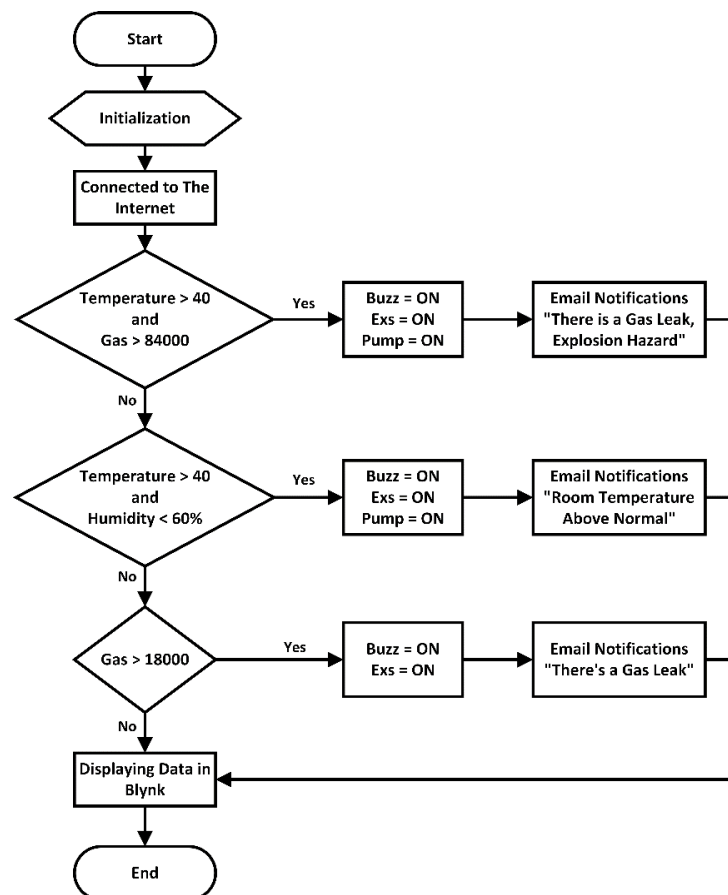 Start
Initialization
Connected to The
Internet
Temperature > 40
and
Gas > 84000
Yes
Buzz = ON
Exs = ON
Pump = ON
Email Notifications
"There is a Gas Leak,
Explosion Hazard"
No
Temperature > 40
and
Humidity < 60%
Yes
Buzz = ON
Exs = ON
Pump = ON
Email Notifications
"Room Temperature
Above Normal"
No
Gas > 18000
Yes
Buzz = ON
Exs = ON
Email Notifications
"There's a Gas Leak"
No
Displaying Data in
Blynk
End